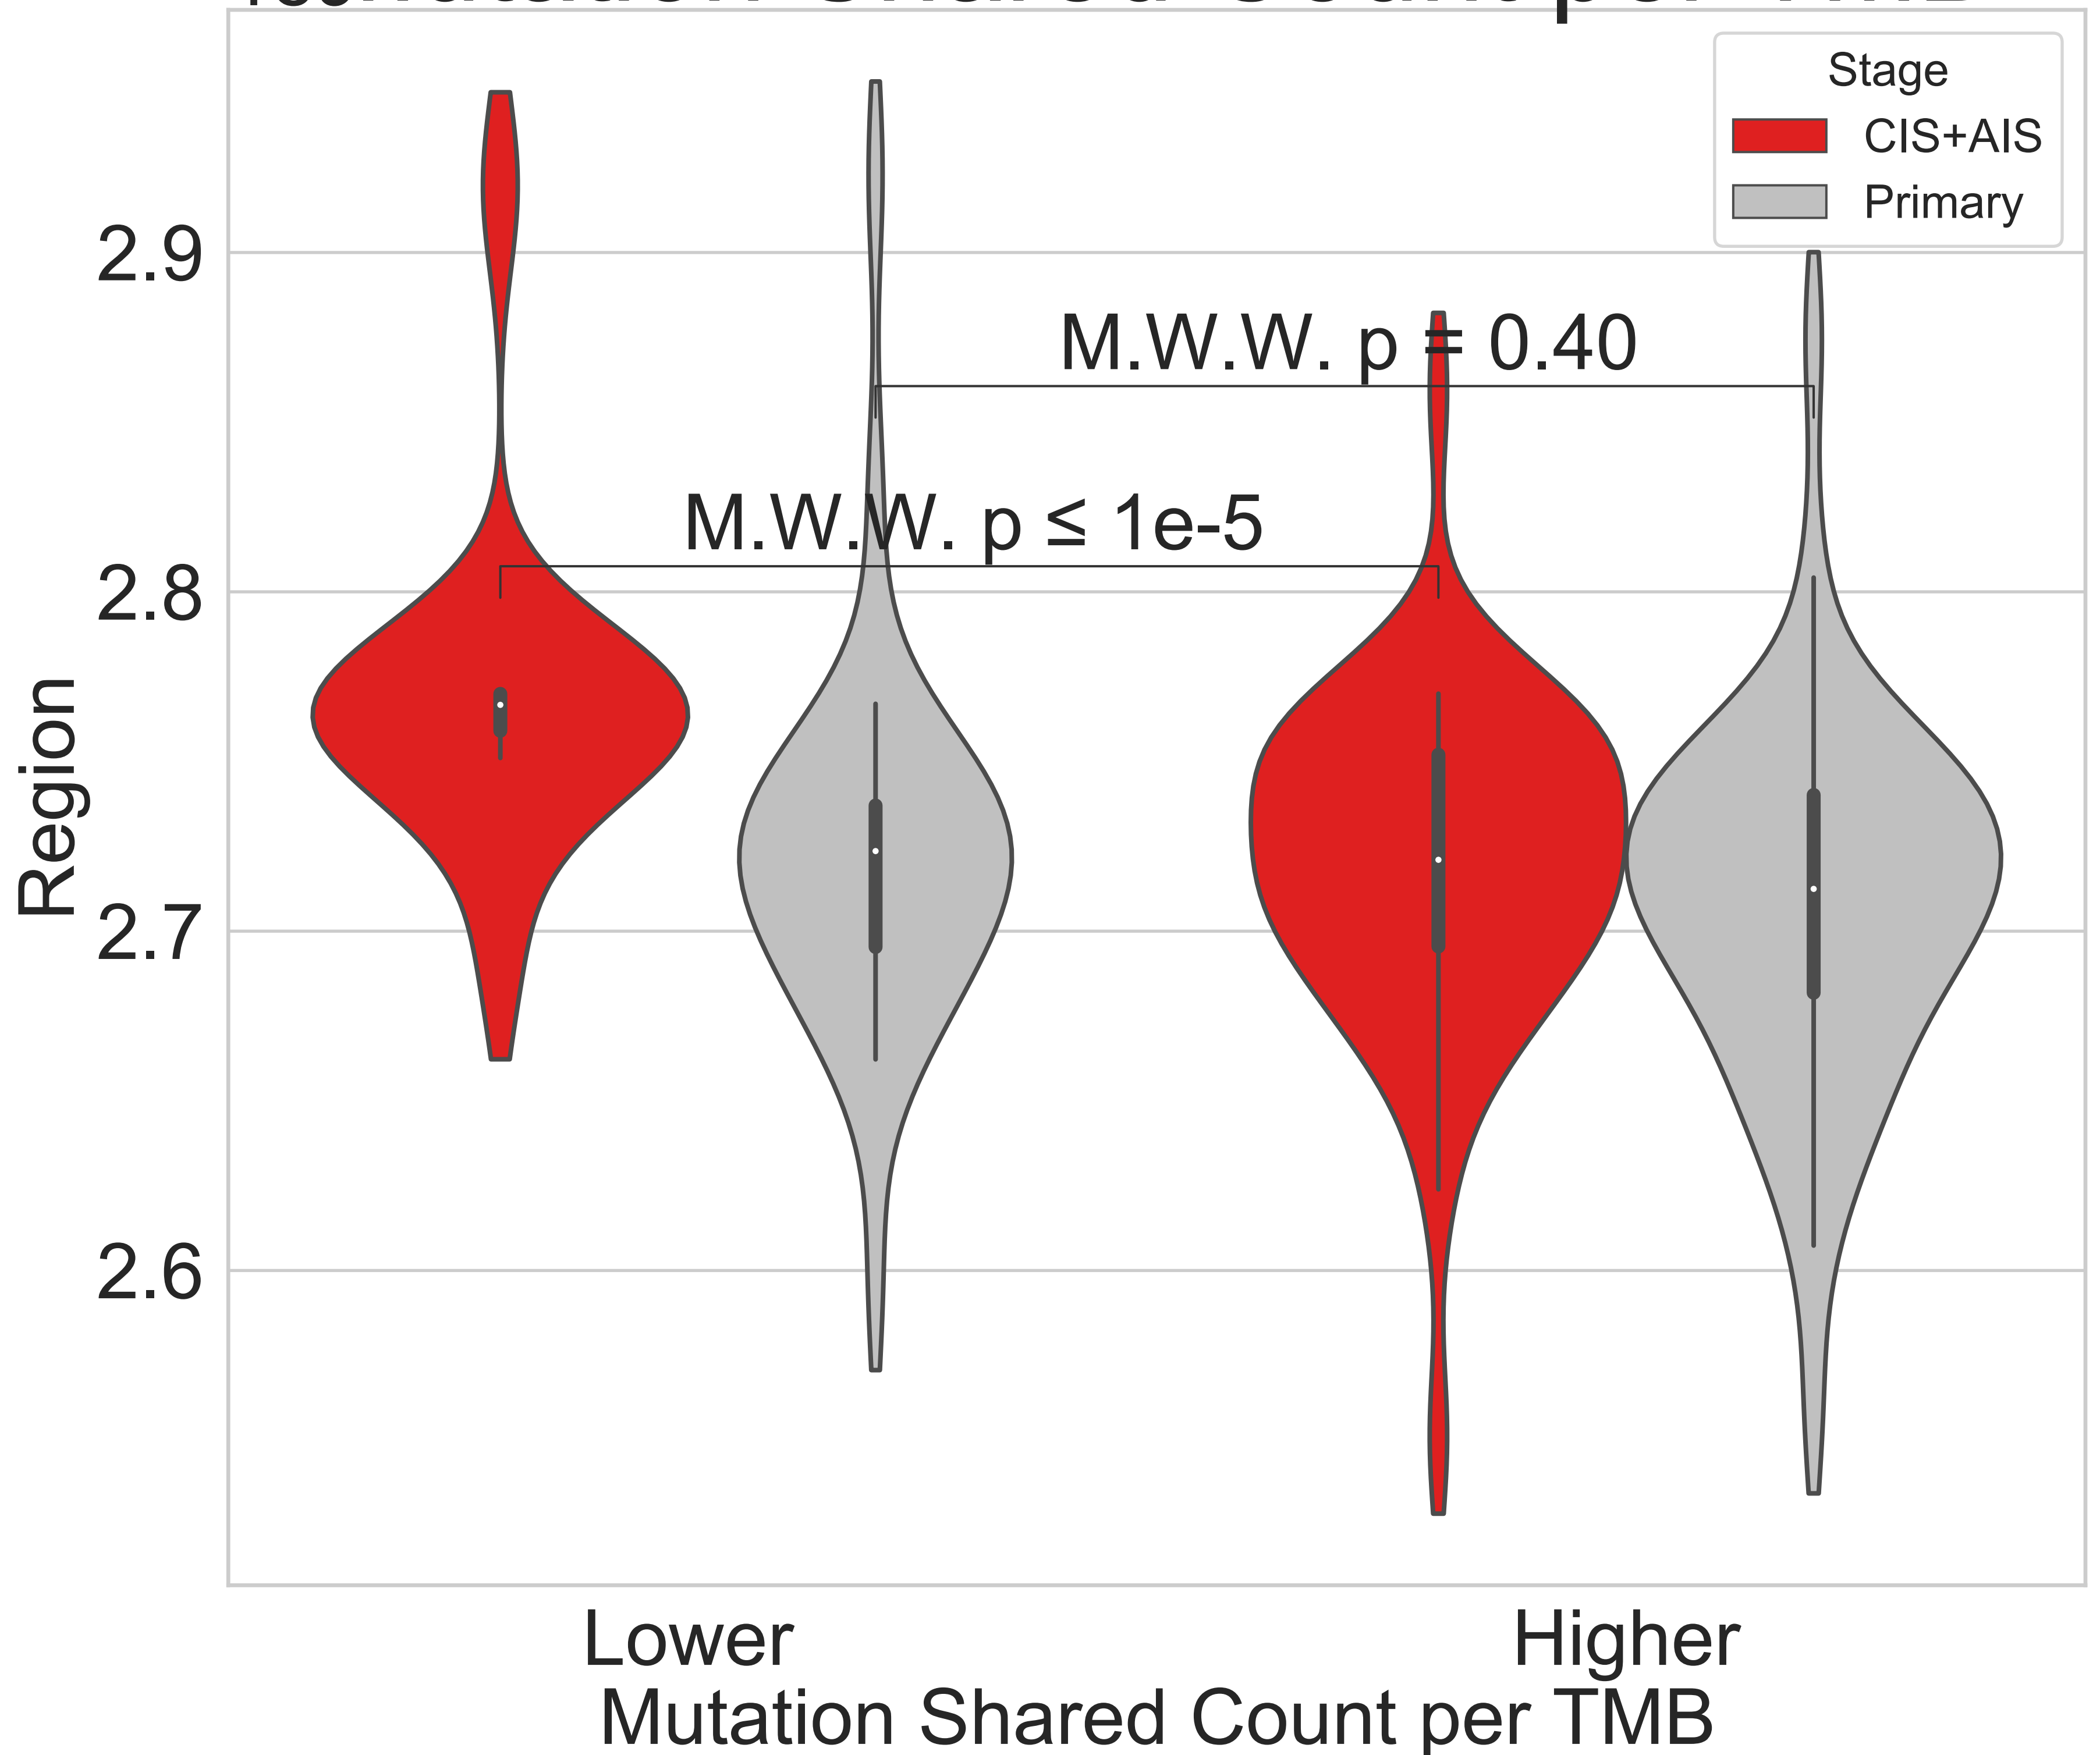 Stage
CIS+AIS
Primary
2.9
M.W.W. p = 0.40
M.W.W. p ≤ 1e-5
2.8
Region
2.7
2.6
Lower
Higher
Mutation Shared Count per TMB